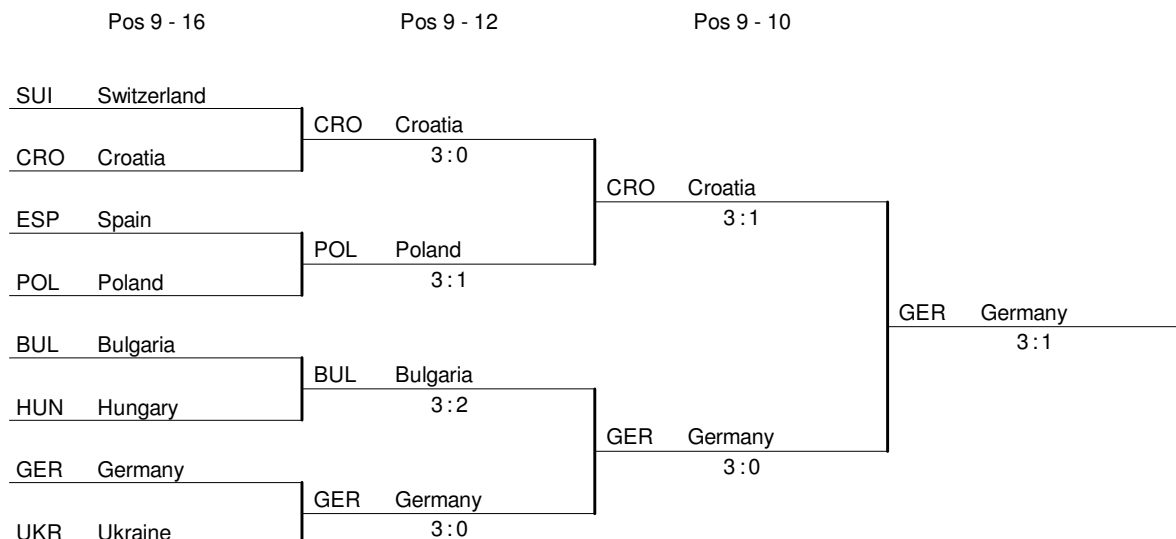 Pos 9 - 16 Pos 9 - 12 Pos 9 - 10
SUI Switzerland
CRO Croatia
3 : 0
CRO Croatia
CRO Croatia
3 : 1
ESP Spain
POL Poland
3 : 1
POL Poland
GER Germany
3 : 1
BUL Bulgaria
BUL Bulgaria
3 : 2
HUN Hungary
GER Germany
3 : 0
GER Germany
GER Germany
3 : 0
UKR Ukraine